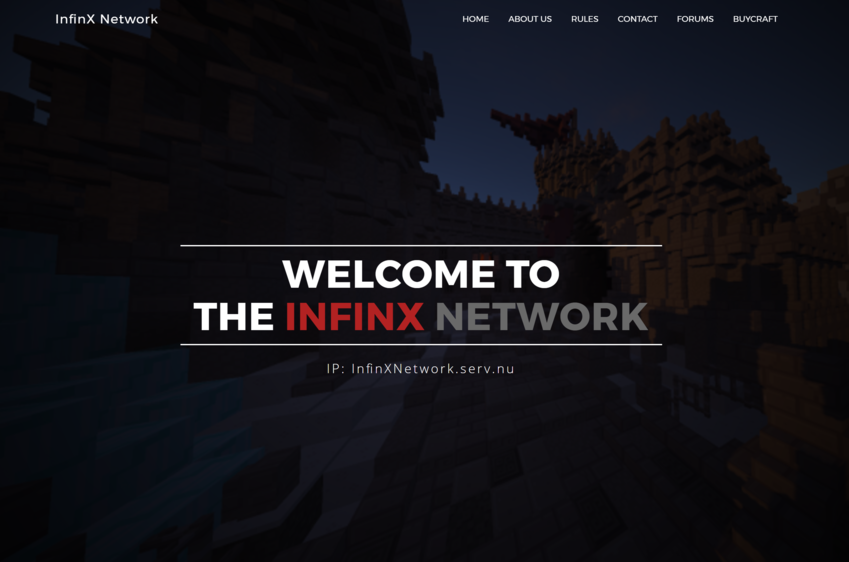 InfinX Network
HOME ABOUT US RULES CONTACT FORUMS BUYCRAFT
WELCOME TO
THE INFINX NETWORK
IP: InfinXNetwork.serv.nu